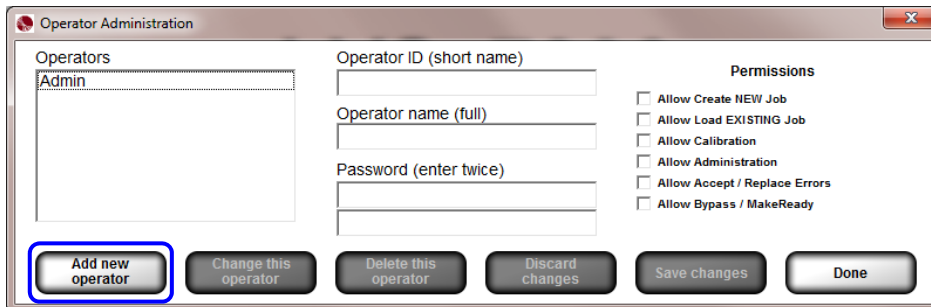 Operator Administration
x
Operators
Admin
Operator ID (short name)
Operator name (full)
Password (enter twice)
Permissions
Allow Create NEW Job
Allow Load EXISTING Job
Allow Calibration
Allow Administration
Allow Accept / Replace Errors
Allow Bypass / MakeReady
Add new
operator
Change this
operator
Delete this
operator
Discard
changes
Save changes
Done